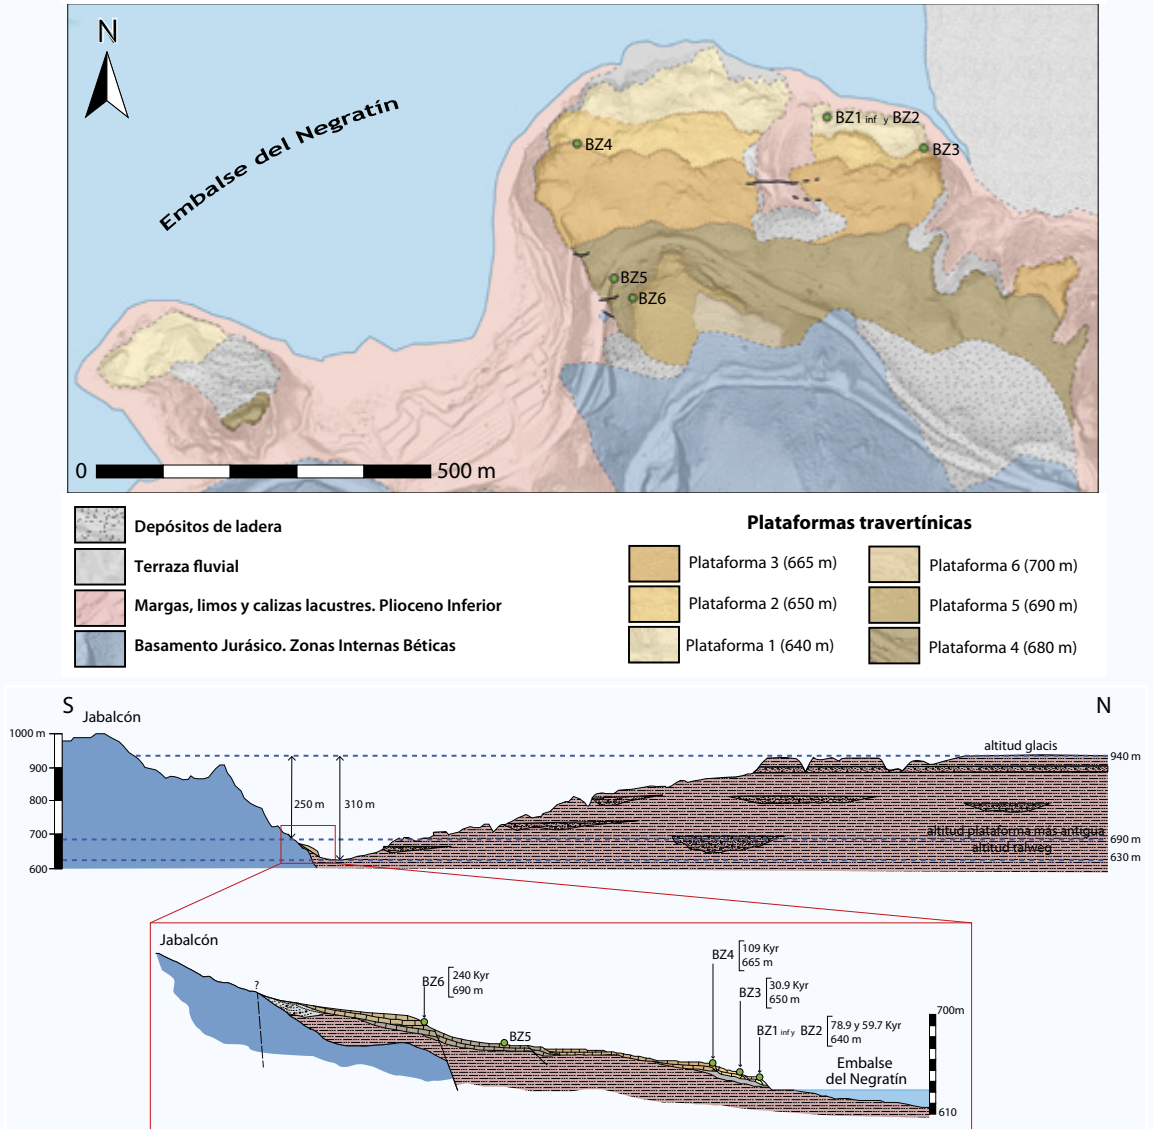 N
Embalse del Negratín
BZ1 inf y BZ2
BZ4
BZ3
BZ5
BZ6
0 500 m
Depósitos de ladera
Terraza fluvial
Margas, limos y calizas lacustres. Plioceno Inferior
Basamento Jurásico. Zonas Internas Béticas
Plataformas travertínicas
Plataforma 3 (665 m)
Plataforma 2 (650 m)
Plataforma 1 (640 m)
Plataforma 6 (700 m)
Plataforma 5 (690 m)
Plataforma 4 (680 m)
S
N
Jabalcón
1000 m
900
800
700
600
250 m
310 m
altitud glacis
940 m
altitud plataforma más antigua
690 m
altitud talweg
630 m
Jabalcón
?
BZ6
240 Kyr
690 m
BZ5
BZ4
109 Kyr
665 m
BZ3
30.9 Kyr
650 m
BZ1 inf y BZ2
78.9 y 59.7 Kyr
640 m
Embalse
del Negratín
700m
610